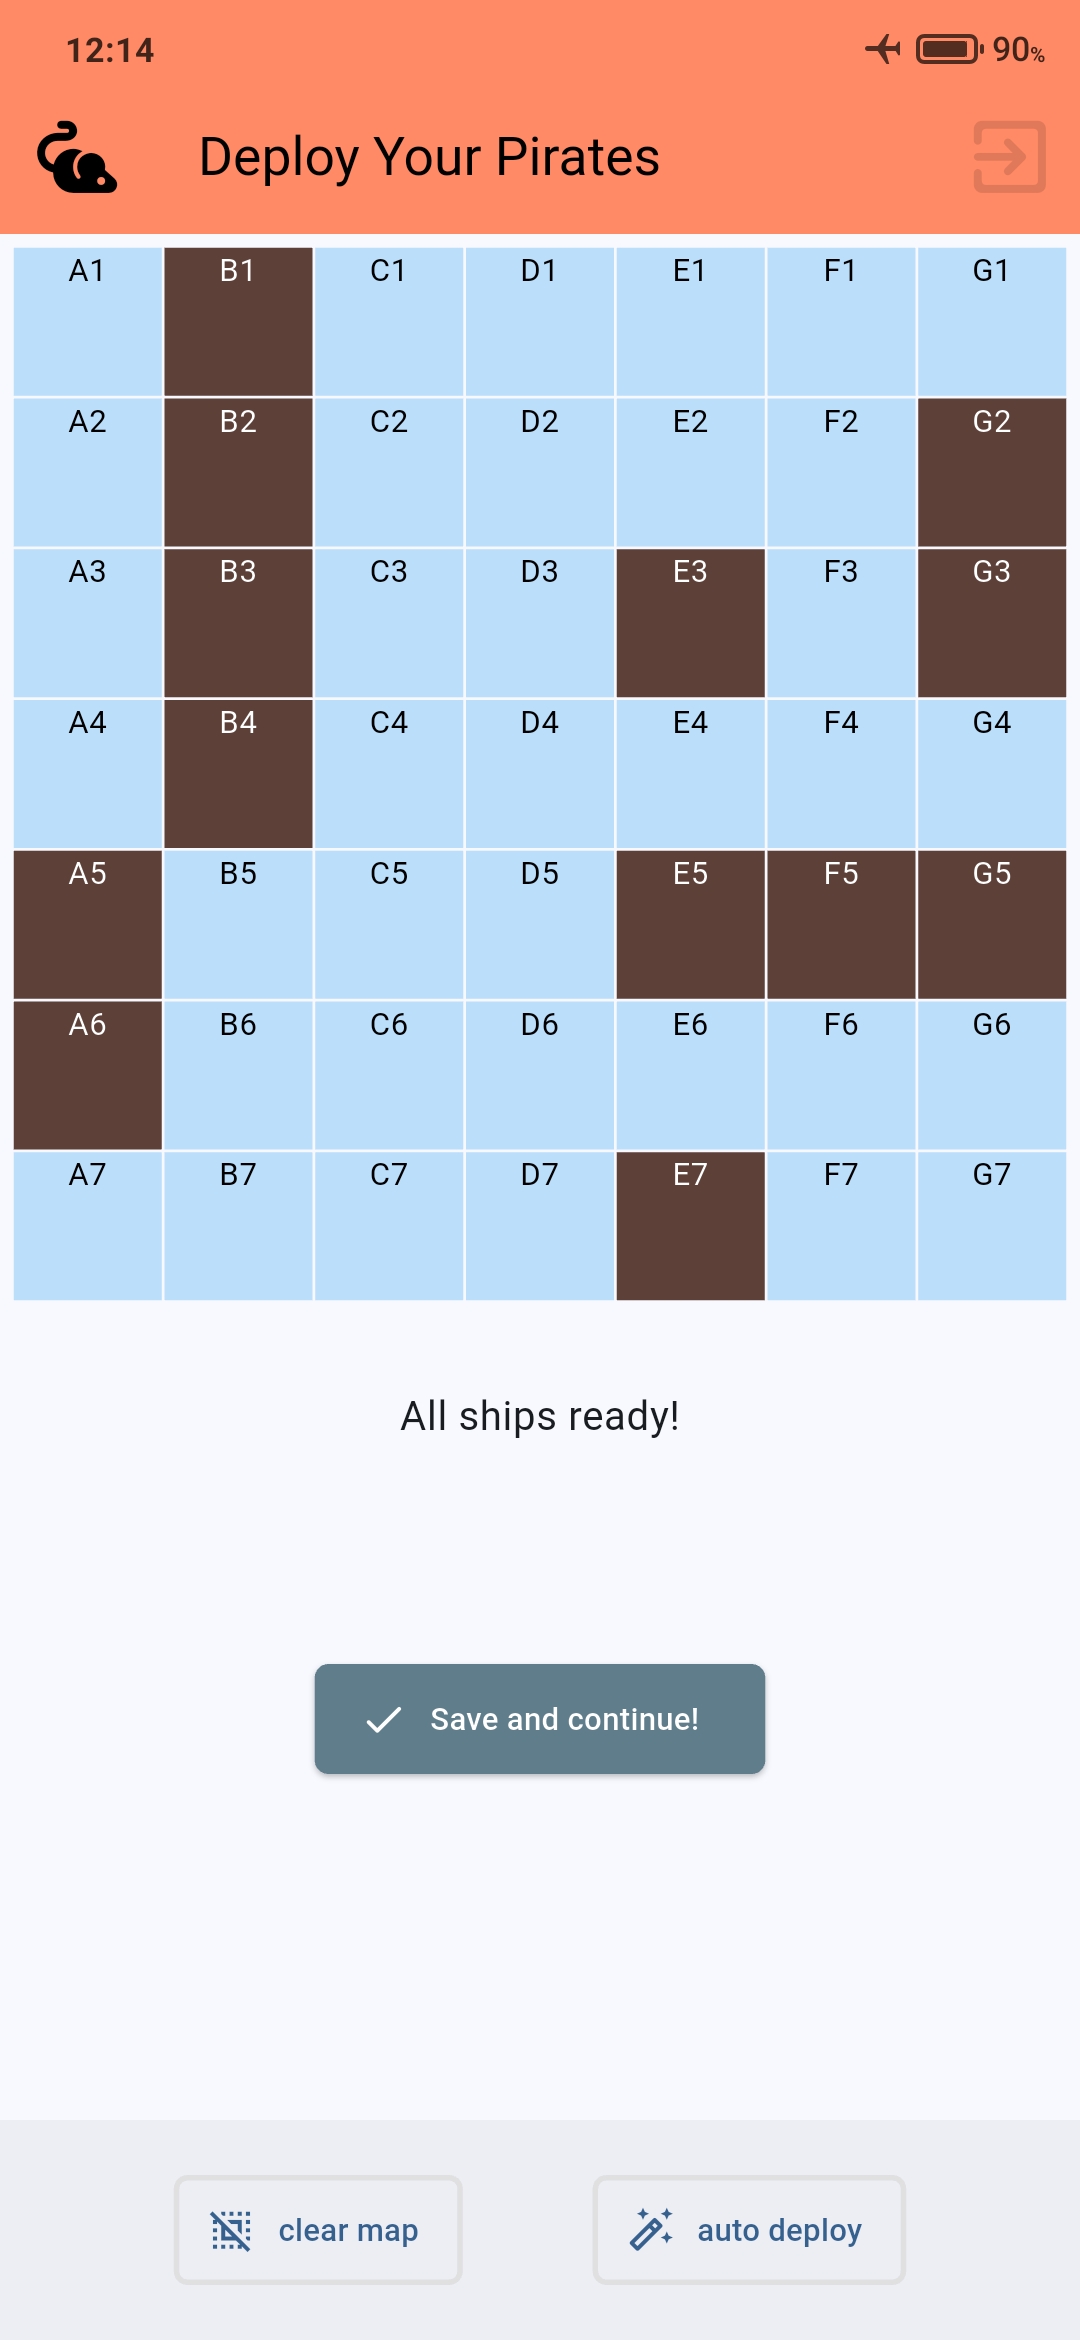 12:14 90%
Deploy Your Pirates
A1 B1 C1 D1 E1 F1 G1
A2 B2 C2 D2 E2 F2 G2
A3 B3 C3 D3 E3 F3 G3
A4 B4 C4 D4 E4 F4 G4
A5 B5 C5 D5 E5 F5 G5
A6 B6 C6 D6 E6 F6 G6
A7 B7 C7 D7 E7 F7 G7
All ships ready!
Save and continue!
clear map auto deploy